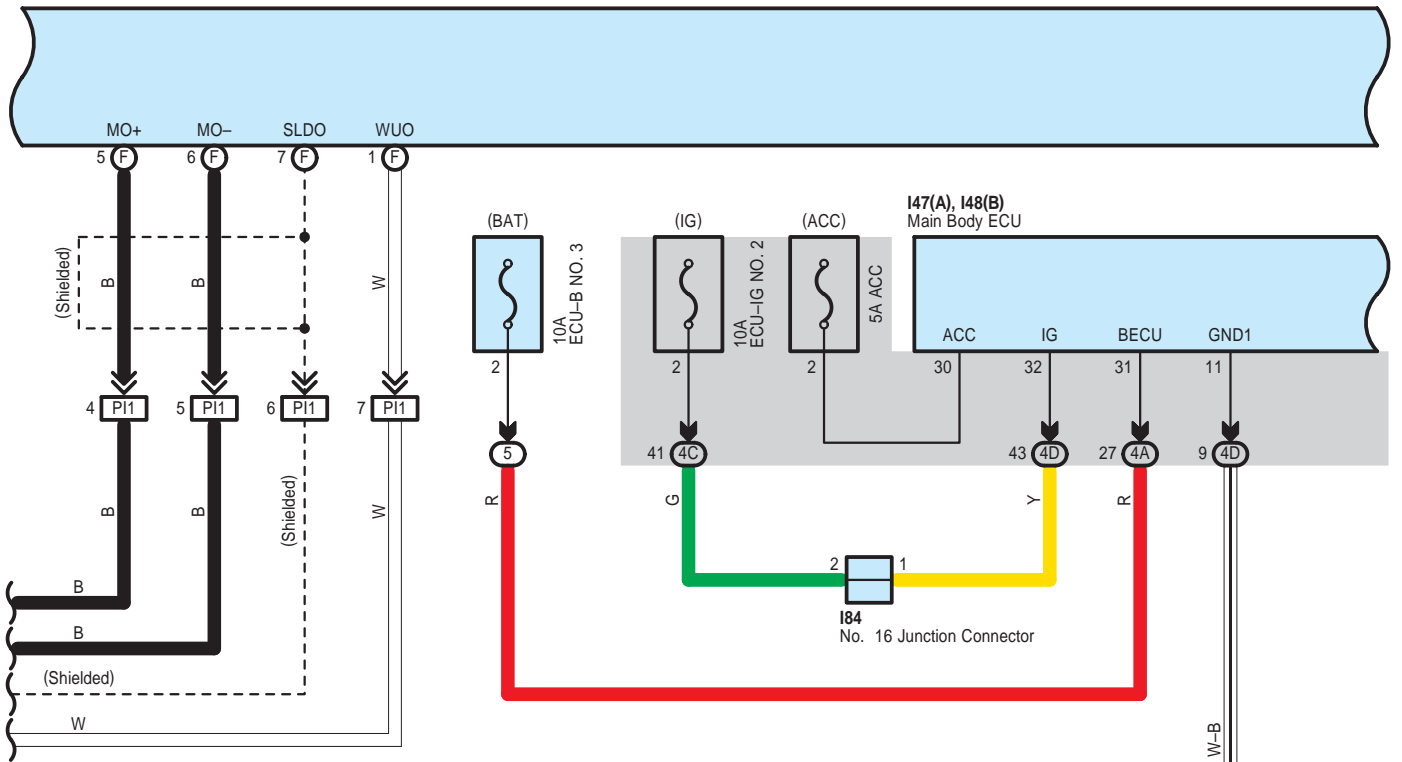 MO+ MO– SLDO WUO
5 F 6 F 7 F 1 F
I47(A), I48(B)
Main Body ECU
(BAT) (IG) (ACC)
10A
ECU–B NO. 3
10A
ECU–IG NO. 2
5A ACC
(Shielded)
B B W
ACC IG BECU GND1
2 2 2 30 32 31 11
4 PI1 5 PI1 6 PI1 7 PI1
5 41 4C 43 4D 27 4A 9 4D
B B (Shielded) W R G Y R
2 1
I84
No. 16 Junction Connector
B
B
(Shielded)
W
W–B